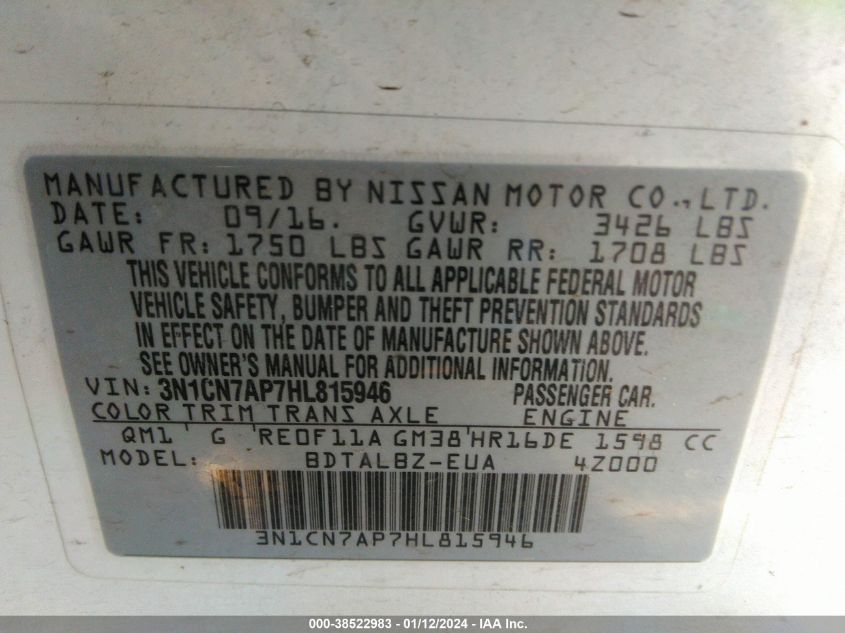 MANUFACTURED BY NISSAN MOTOR CO., LTD.
DATE: 09/16. GVWR: 3426 LBS
GAWR FR: 1750 LBS GAWR RR: 1708 LBS
THIS VEHICLE CONFORMS TO ALL APPLICABLE FEDERAL MOTOR
VEHICLE SAFETY, BUMPER AND THEFT PREVENTION STANDARDS
IN EFFECT ON THE DATE OF MANUFACTURE SHOWN ABOVE.
SEE OWNER'S MANUAL FOR ADDITIONAL INFORMATION.
VIN: 3N1CN7AP7HL815946 PASSENGER CAR.
COLOR TRIM TRANS AXLE ENGINE
QM1 ' G 'RE0F11A GM38'HR16DE 1598 CC
MODEL: BDTALBZ-EUA 4Z000
3N1CN7AP7HL815946
000-38522983 - 01/12/2024 - IAA Inc.